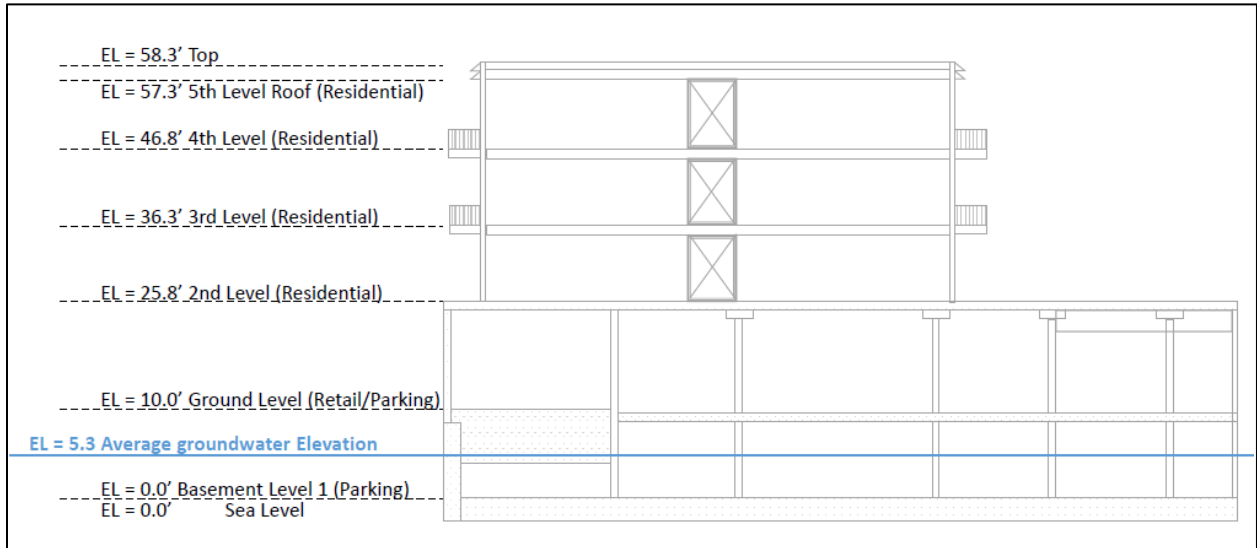 EL = 58.3’ Top
EL = 57.3’ 5th Level Roof (Residential)
EL = 46.8’ 4th Level (Residential)
EL = 36.3’ 3rd Level (Residential)
EL = 25.8’ 2nd Level (Residential)
EL = 10.0’ Ground Level (Retail/Parking)
EL = 5.3 Average groundwater Elevation
EL = 0.0’ Basement Level 1 (Parking)
EL = 0.0’ Sea Level